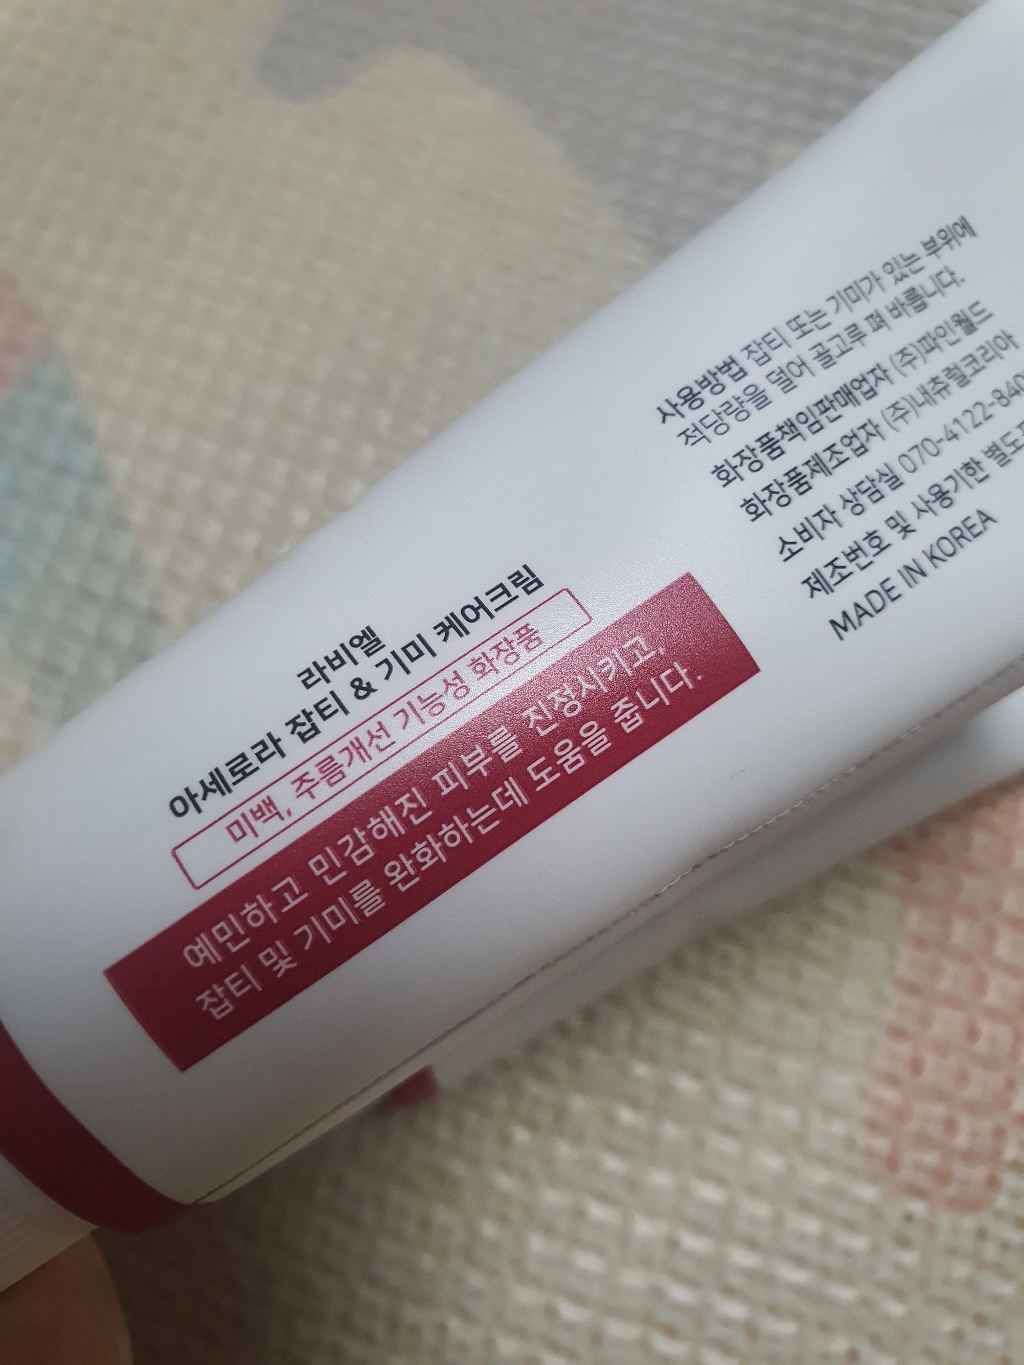 라비엘
아세로라 잡티 & 기미 케어크림
미백, 주름개선 기능성 화장품
예민하고 민감해진 피부를 진정시키고,
잡티 및 기미를 완화하는데 도움을 줍니다.
사용방법 잡티 또는 기미가 있는 부위에
적당량을 덜어 골고루 펴 바릅니다.
화장품책임판매업자 (주)파인월드
화장품제조업자 (주)내츄럴코리아
소비자 상담실 070-4122-840
제조번호 및 사용기한
MADE IN KOREA